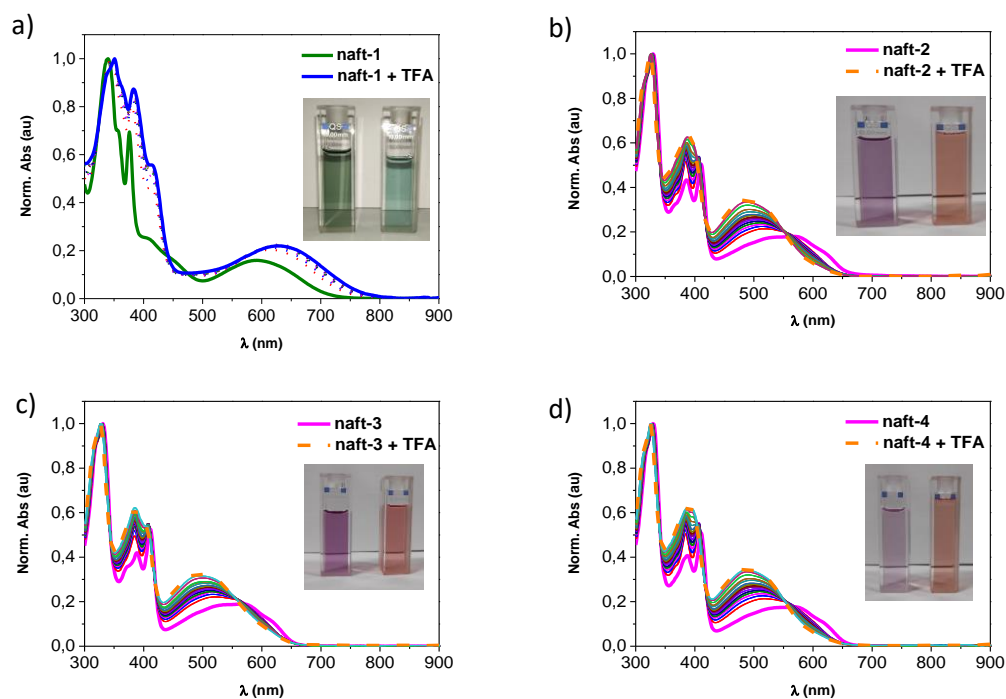 a)
naft-1
naft-1 + TFA
Norm. Abs (au)
1,0
0,8
0,6
0,4
0,2
0,0
300 400 500 600 700 800 900
λ (nm)
b)
naft-2
naft-2 + TFA
Norm. Abs (au)
1,0
0,8
0,6
0,4
0,2
0,0
300 400 500 600 700 800 900
λ (nm)
c)
naft-3
naft-3 + TFA
Norm. Abs (au)
1,0
0,8
0,6
0,4
0,2
0,0
300 400 500 600 700 800 900
λ (nm)
d)
naft-4
naft-4 + TFA
Norm. Abs (au)
1,0
0,8
0,6
0,4
0,2
0,0
300 400 500 600 700 800 900
λ (nm)